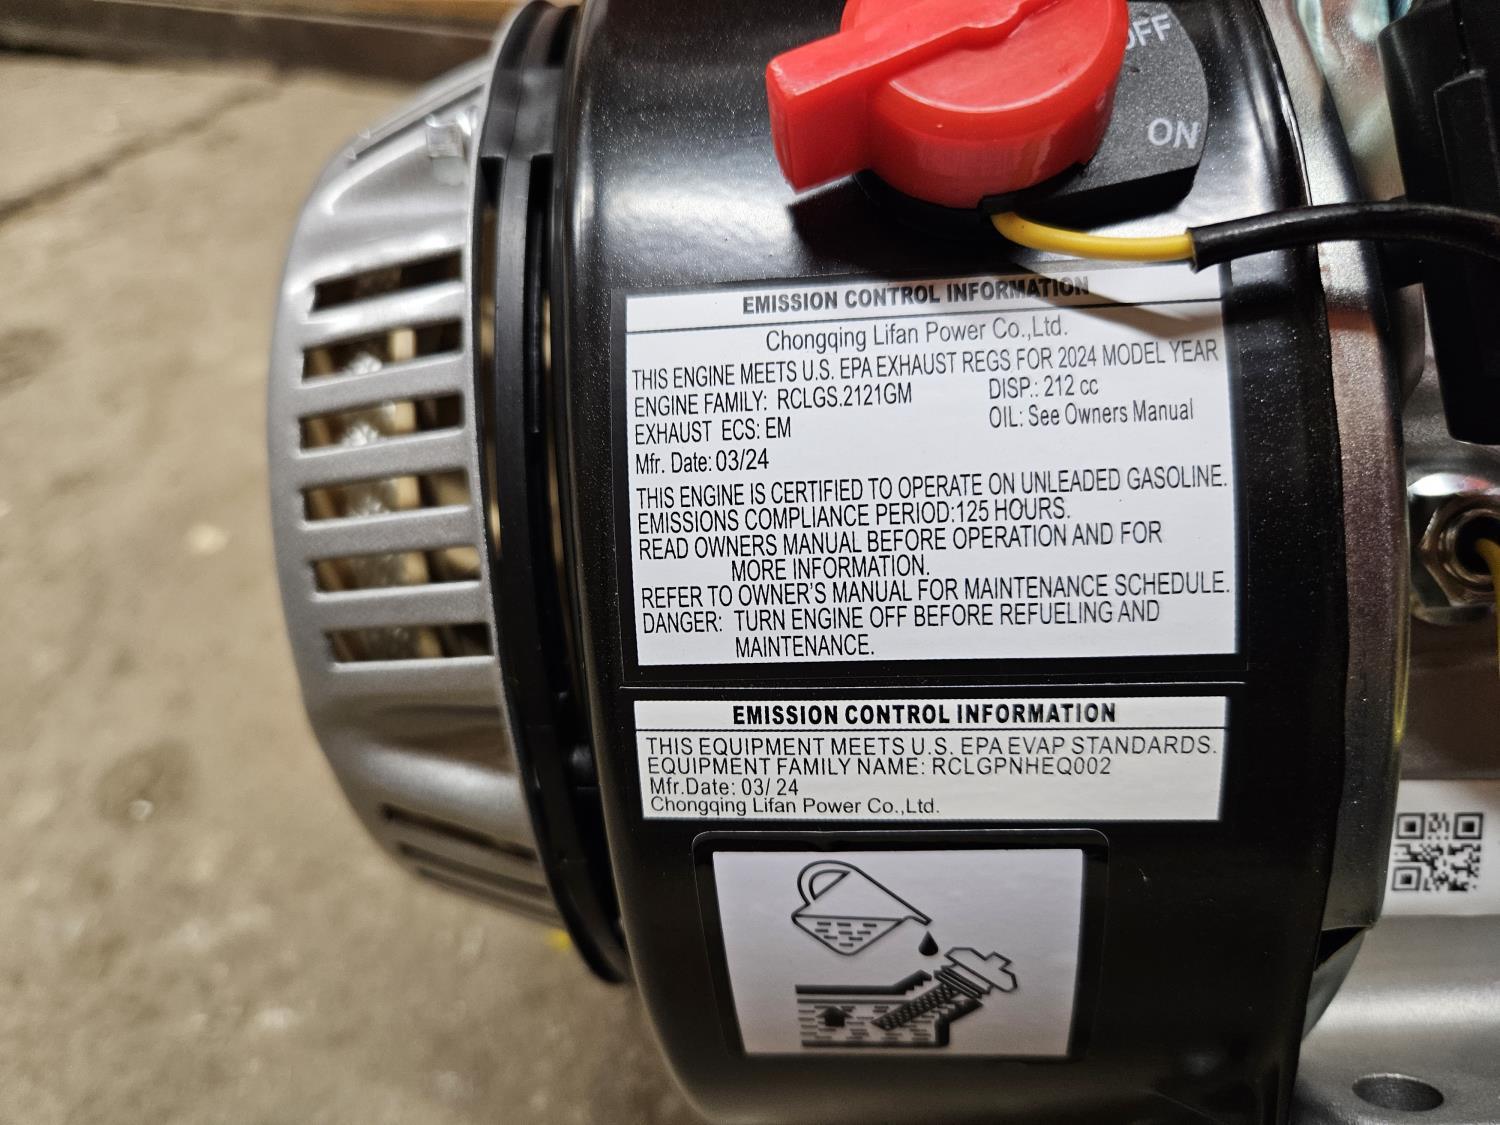 OFF
ON
EMISSION CONTROL INFORMATION
Chongqing Lifan Power Co.,Ltd.
THIS ENGINE MEETS U.S. EPA EXHAUST REGS FOR 2024 MODEL YEAR
ENGINE FAMILY: RCLGS.2121GM DISP.: 212 cc
EXHAUST ECS: EM OIL: See Owners Manual
Mfr. Date: 03/24
THIS ENGINE IS CERTIFIED TO OPERATE ON UNLEADED GASOLINE.
EMISSIONS COMPLIANCE PERIOD:125 HOURS.
READ OWNERS MANUAL BEFORE OPERATION AND FOR
MORE INFORMATION.
REFER TO OWNER'S MANUAL FOR MAINTENANCE SCHEDULE.
DANGER: TURN ENGINE OFF BEFORE REFUELING AND
MAINTENANCE.
EMISSION CONTROL INFORMATION
THIS EQUIPMENT MEETS U.S. EPA EVAP STANDARDS.
EQUIPMENT FAMILY NAME: RCLGPNHEQ002
Mfr.Date: 03/ 24
Chongqing Lifan Power Co.,Ltd.